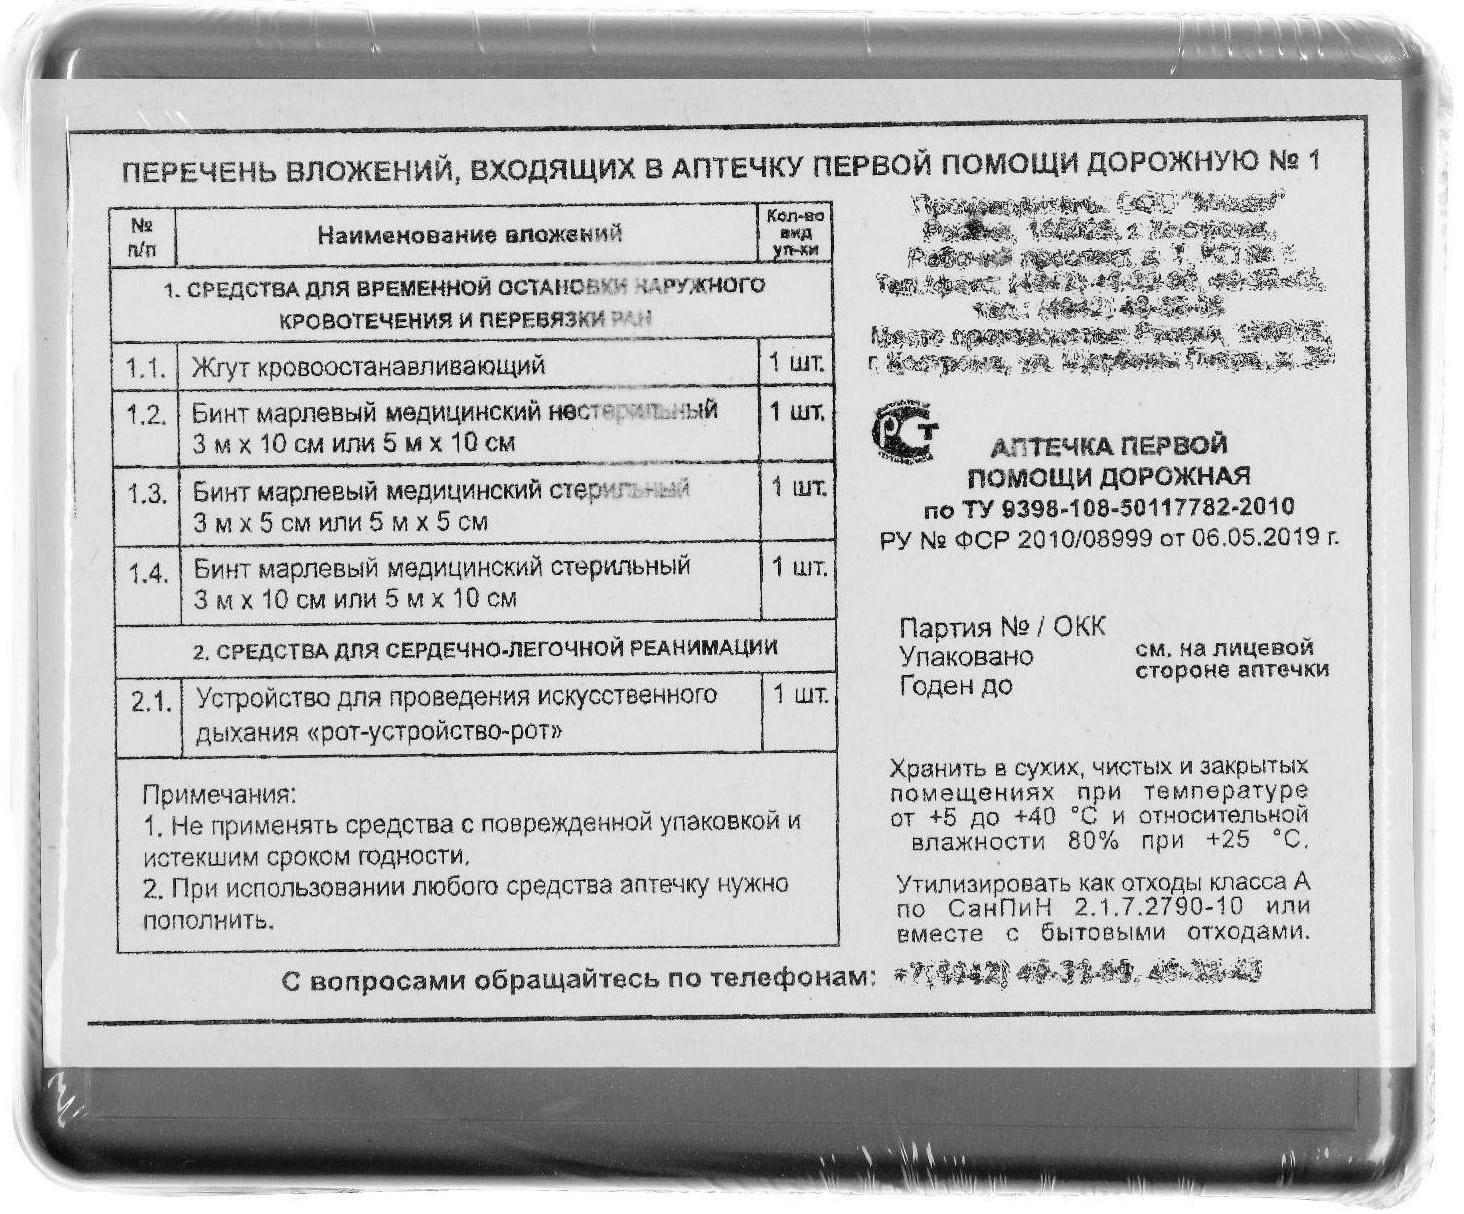 ПЕРЕЧЕНЬ ВЛОЖЕНИЙ, ВХОДЯЩИХ В АПТЕЧКУ ПЕРВОЙ ПОМОЩИ ДОРОЖНУЮ № 1
№ п/п
Наименование вложений
Кол-во вид уп-ки
1. СРЕДСТВА ДЛЯ ВРЕМЕННОЙ ОСТАНОВКИ НАРУЖНОГО
КРОВОТЕЧЕНИЯ И ПЕРЕВЯЗКИ РАН
1.1. Жгут кровоостанавливающий 1 шт.
1.2. Бинт марлевый медицинский нестерильный 1 шт.
3 м х 10 см или 5 м х 10 см
1.3. Бинт марлевый медицинский стерильный 1 шт.
3 м х 5 см или 5 м х 5 см
1.4. Бинт марлевый медицинский стерильный 1 шт.
3 м х 10 см или 5 м х 10 см
2. СРЕДСТВА ДЛЯ СЕРДЕЧНО-ЛЕГОЧНОЙ РЕАНИМАЦИИ
2.1. Устройство для проведения искусственного 1 шт.
дыхания «рот-устройство-рот»
Примечания:
1. Не применять средства с поврежденной упаковкой и
истекшим сроком годности.
2. При использовании любого средства аптечку нужно
пополнить.
РСТ
АПТЕЧКА ПЕРВОЙ
ПОМОЩИ ДОРОЖНАЯ
по ТУ 9398-108-50117782-2010
РУ № ФСР 2010/08999 от 06.05.2019 г.
Партия № / ОКК
Упаковано
Годен до
см. на лицевой
стороне аптечки
Хранить в сухих, чистых и закрытых
помещениях при температуре
от +5 до +40 °С и относительной
влажности 80% при +25 °С.
Утилизировать как отходы класса А
по СанПиН 2.1.7.2790-10 или
вместе с бытовыми отходами.
С вопросами обращайтесь по телефонам: